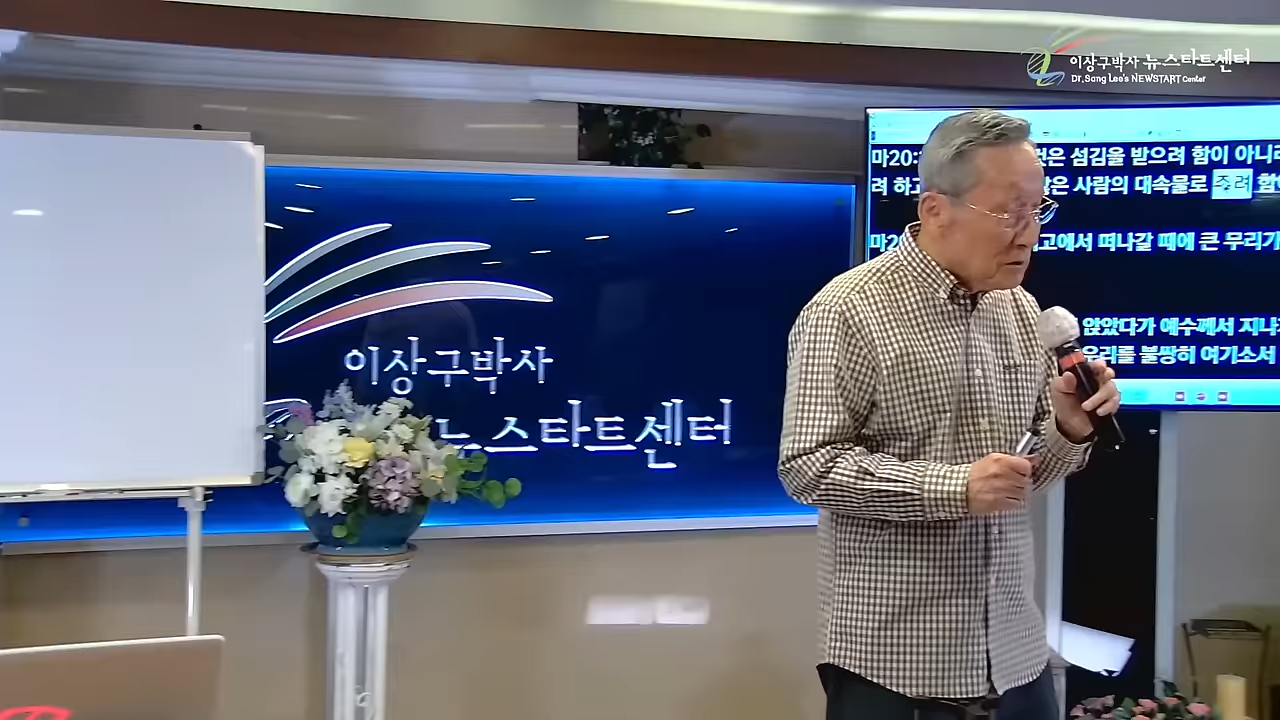 이상구박사 뉴스타트센터
Dr. Sang Lee's NEWSTART Center
마20: 것은 섬김을 받으려 함이 아니라
려 하고 많은 사람의 대속물로 주려 함
마20 고에서 떠나갈 때에 큰 무리가
앉았다가 예수께서 지나
우리를 불쌍히 여기소서
이상구박사
뉴스타트센터